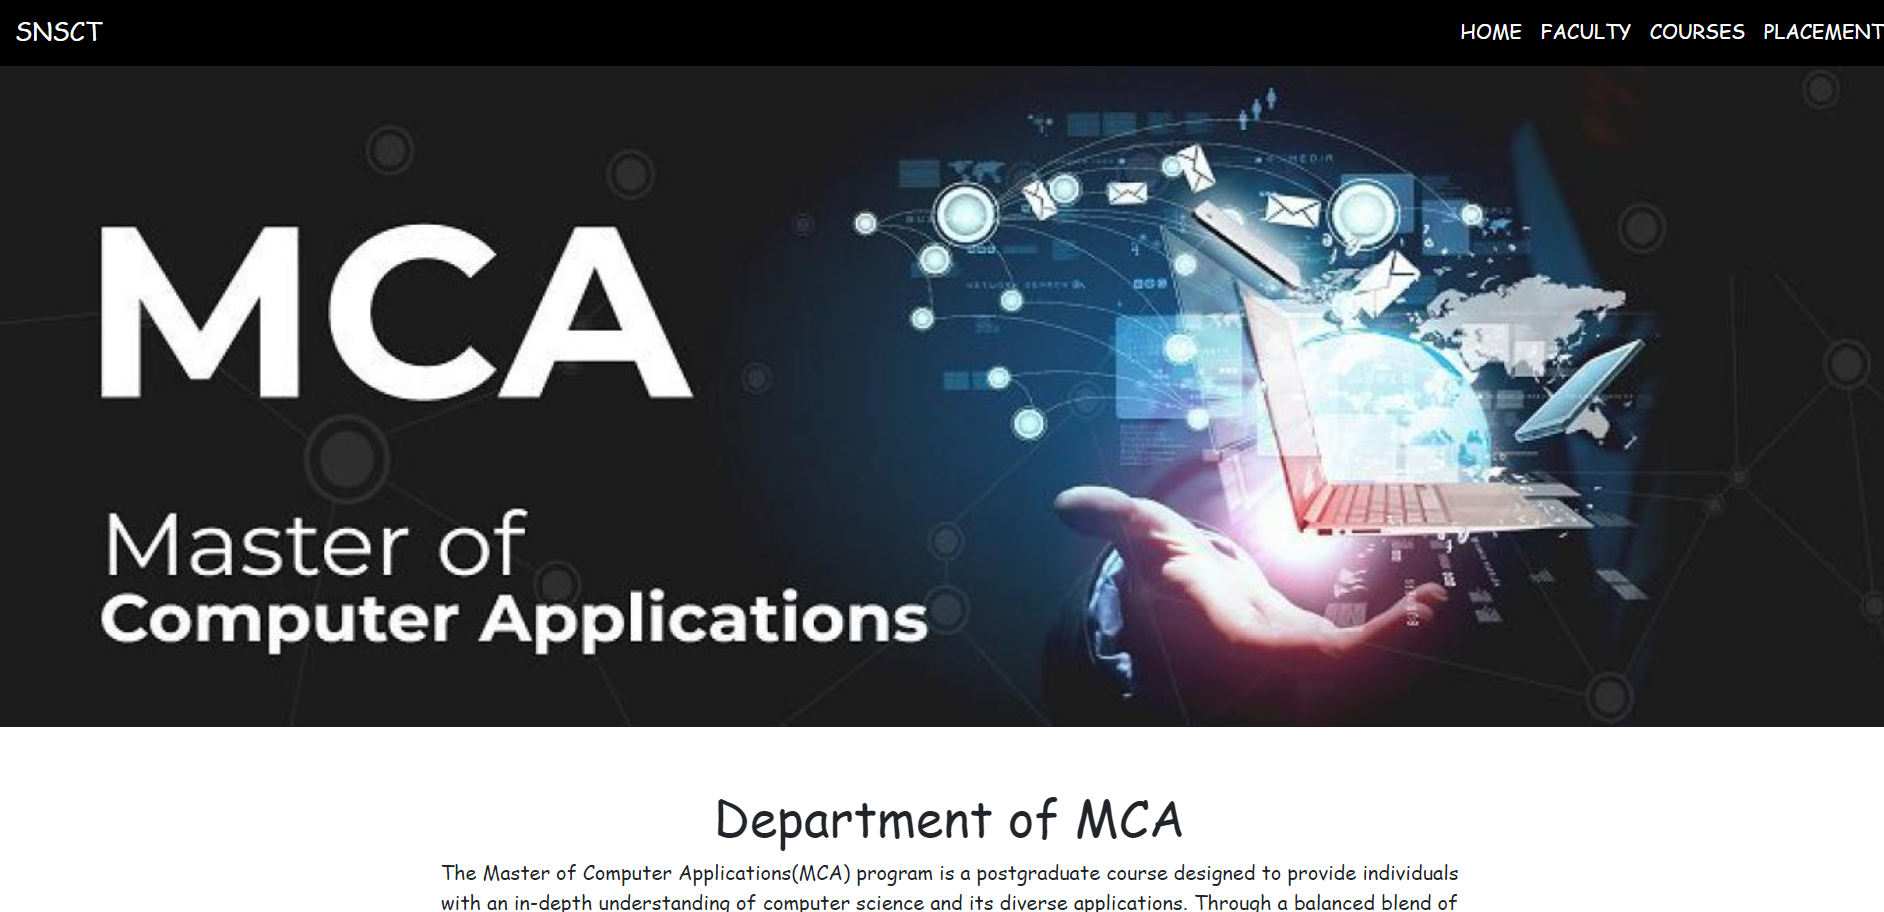 SNSCT
HOME FACULTY COURSES PLACEMENT
MCA
Master of
Computer Applications
NETWORK SEARCH
Department of MCA
The Master of Computer Applications(MCA) program is a postgraduate course designed to provide individuals
with an in-depth understanding of computer science and its diverse applications. Through a balanced blend of